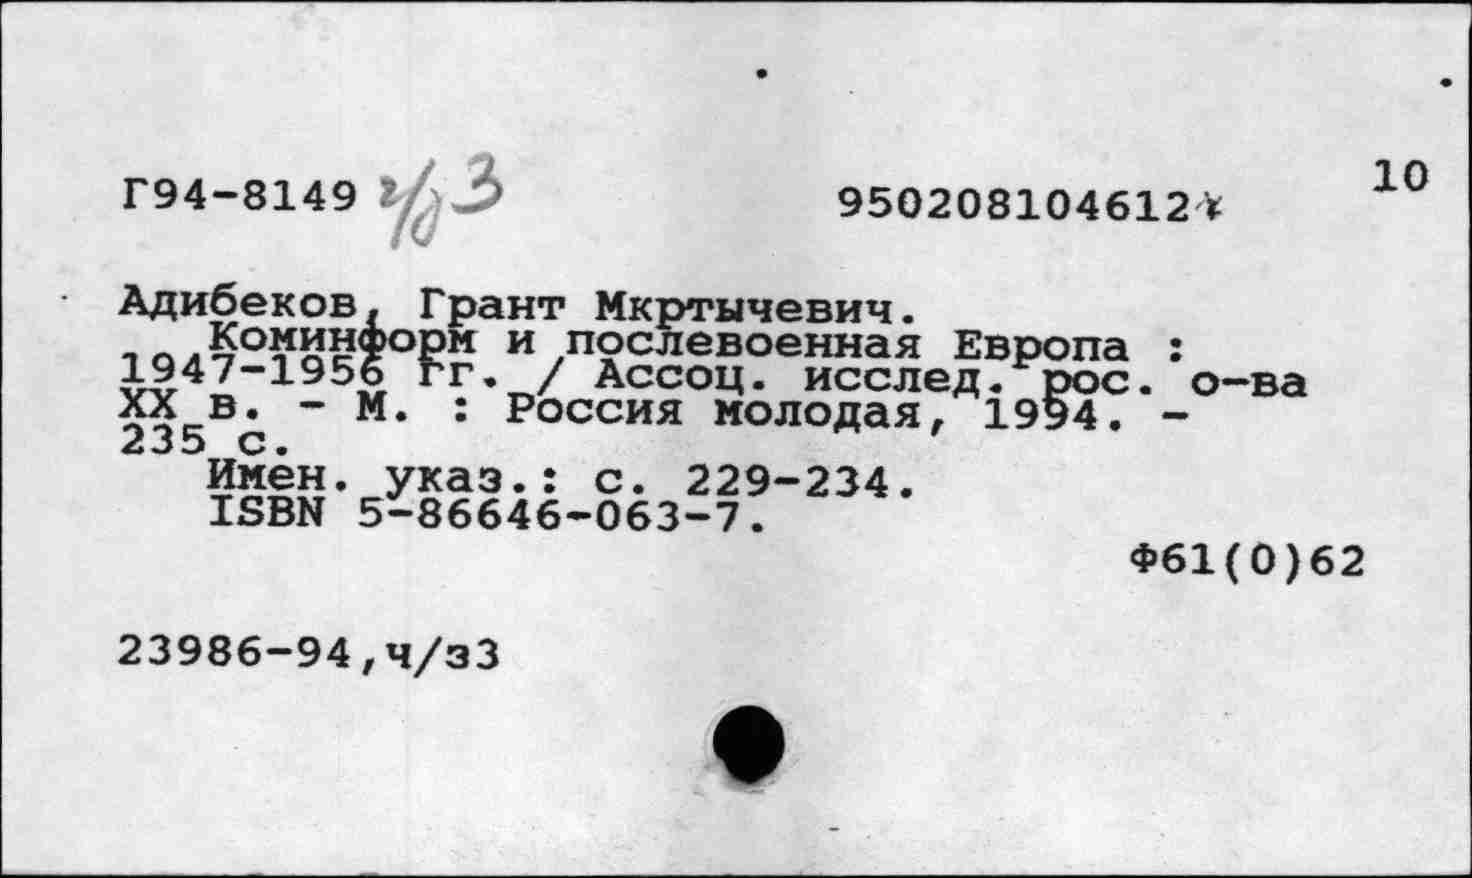 10
Г94-8149 ч/з 3 950208104612
Адибеков, Грант Мкртычевич.
Коминформ и послевоенная Европа :
1947-1956 гг. / Ассоц. исслед. рос. о-ва
XX в. - М. : Россия молодая, 1994. -
235 с.
Имен. указ.: с. 229-234.
ISBN 5-86646-063-7.
Ф61(0)62
23986-94,ч/з3